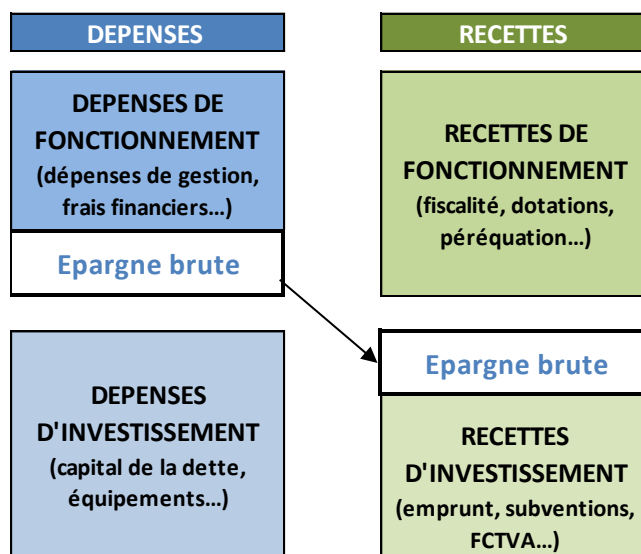 DEPENSES
RECETTES
DEPENSES DE
FONCTIONNEMENT
(dépenses de gestion,
frais financiers…)
Epargne brute
RECETTES DE
FONCTIONNEMENT
(fiscalité, dotations,
péréquation…)
DEPENSES
D'INVESTISSEMENT
(capital de la dette,
équipements…)
Epargne brute
RECETTES
D'INVESTISSEMENT
(emprunt, subventions,
FCTVA…)